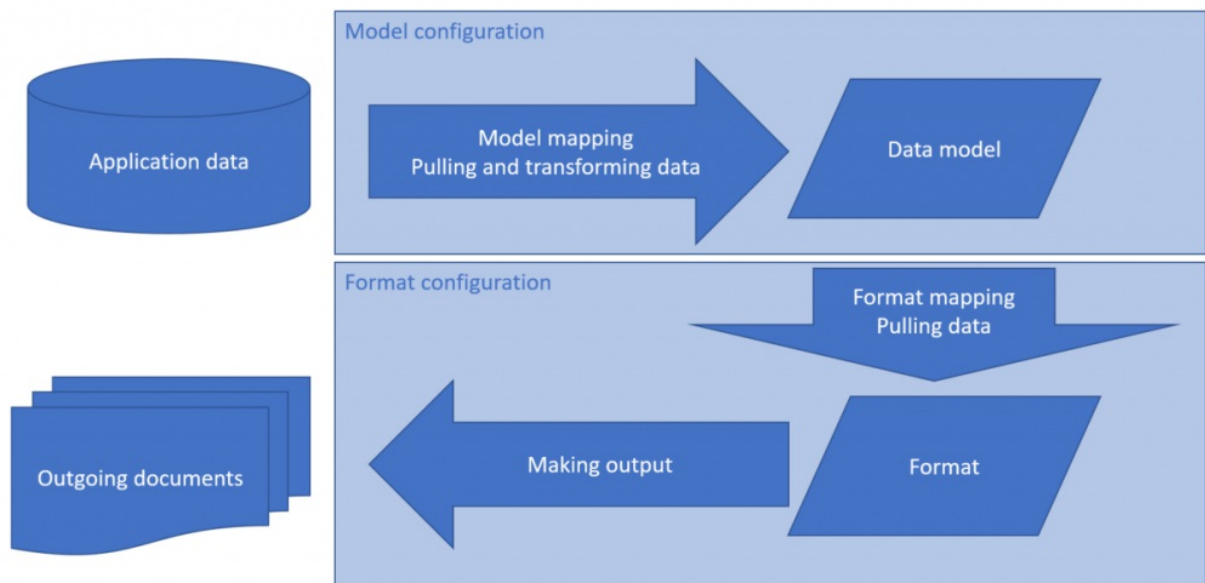 Model configuration
Application data
Model mapping
Pulling and transforming data
Data model
Format configuration
Format mapping
Pulling data
Outgoing documents
Making output
Format